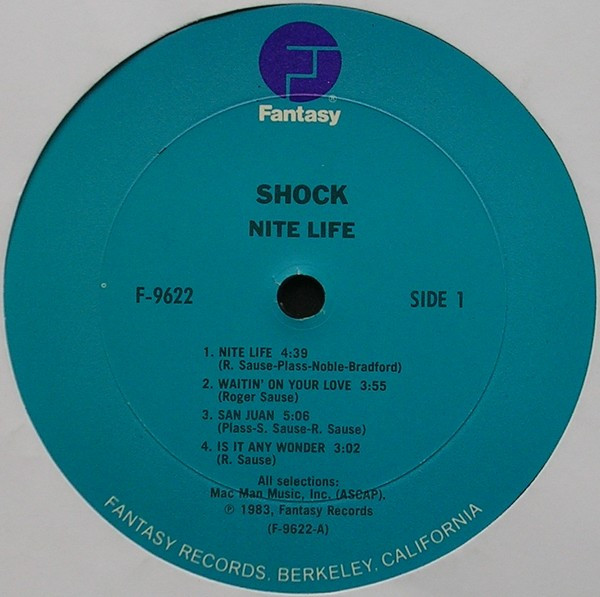 Fantasy
®
SHOCK
NITE LIFE
F-9622
SIDE 1
1. NITE LIFE 4:39
(R. Sause-Plass-Noble-Bradford)
2. WAITIN' ON YOUR LOVE 3:55
(Roger Sause)
3. SAN JUAN 5:06
(Plass-S. Sause-R. Sause)
4. IS IT ANY WONDER 3:02
(R. Sause)
All selections:
Mac Man Music, Inc. (ASCAP).
℗ 1983, Fantasy Records
(F-9622-A)
FANTASY RECORDS, BERKELEY, CALIFORNIA